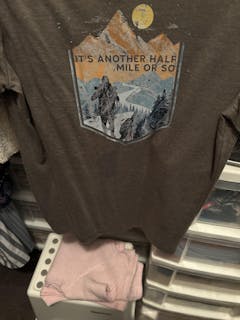 IT'S ANOTHER HALF
MILE OR SO